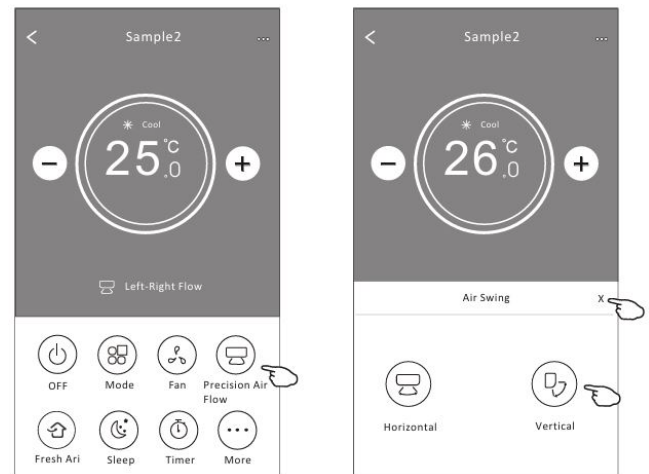 Sample2
...
Cool
25.0°C
Left-Right Flow
OFF
Mode
Fan
Precision Air
Flow
Fresh Ari
Sleep
Timer
More
Sample2
...
Cool
26.0°C
Air Swing
X
Horizontal
Vertical